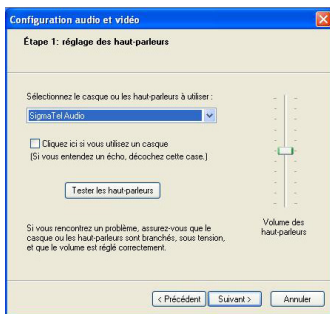 Configuration audio et vidéo
Étape 1: réglage des haut-parleurs
Sélectionnez le casque ou les haut-parleurs à utiliser :
SigmaTel Audio
Cliquez ici si vous utilisez un casque
(Si vous entendez un écho, décochez cette case.)
Tester les haut-parleurs
Si vous rencontrez un problème, assurez-vous que le
casque ou les haut-parleurs sont branchés, sous tension,
et que le volume est réglé correctement.
Volume des
haut-parleurs
< Précédent
Suivant >
Annuler